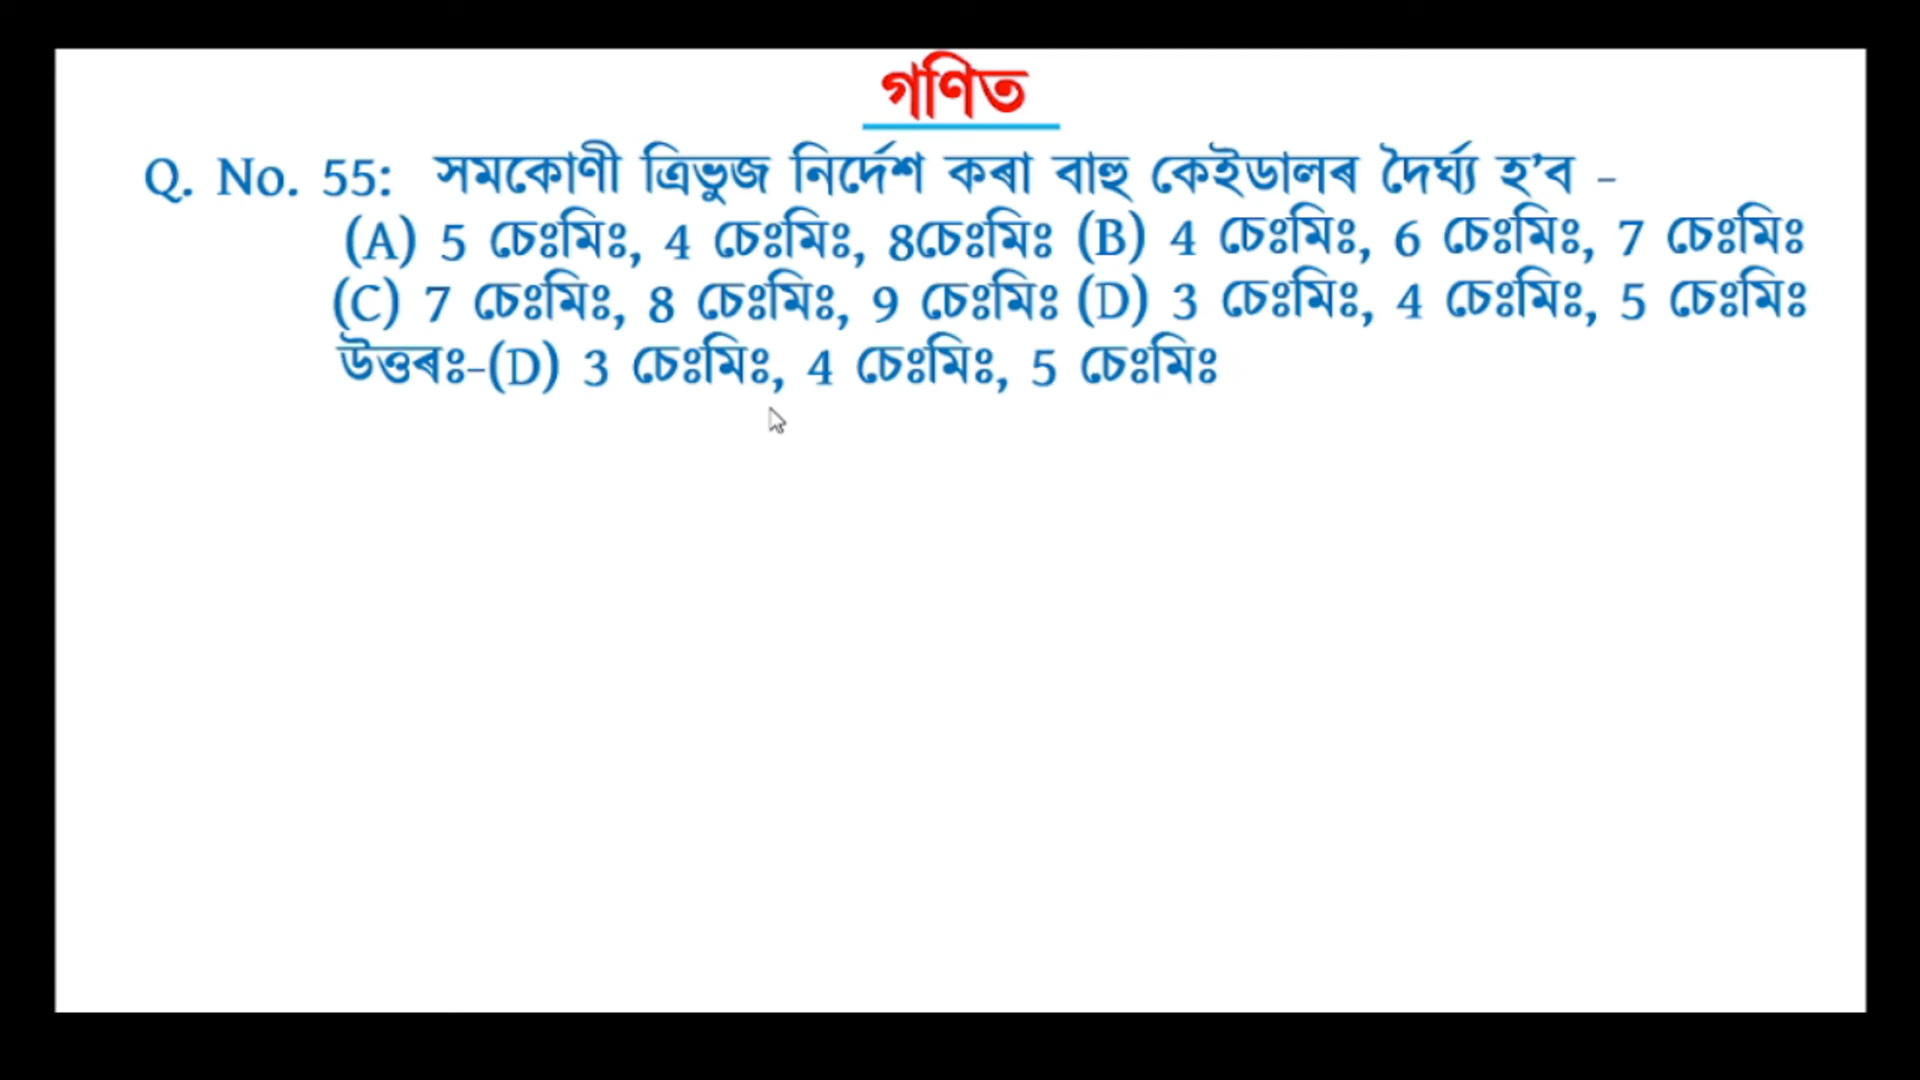 গণিত
Q. No. 55: সমকোণী ত্ৰিভুজ নিৰ্দেশ কৰা বাহু কেইডালৰ দৈৰ্ঘ্য হ’ব -
(A) 5 চেঃমিঃ, 4 চেঃমিঃ, 8চেঃমিঃ (B) 4 চেঃমিঃ, 6 চেঃমিঃ, 7 চেঃমিঃ
(C) 7 চেঃমিঃ, 8 চেঃমিঃ, 9 চেঃমিঃ (D) 3 চেঃমিঃ, 4 চেঃমিঃ, 5 চেঃমিঃ
উত্তৰঃ-(D) 3 চেঃমিঃ, 4 চেঃমিঃ, 5 চেঃমিঃ